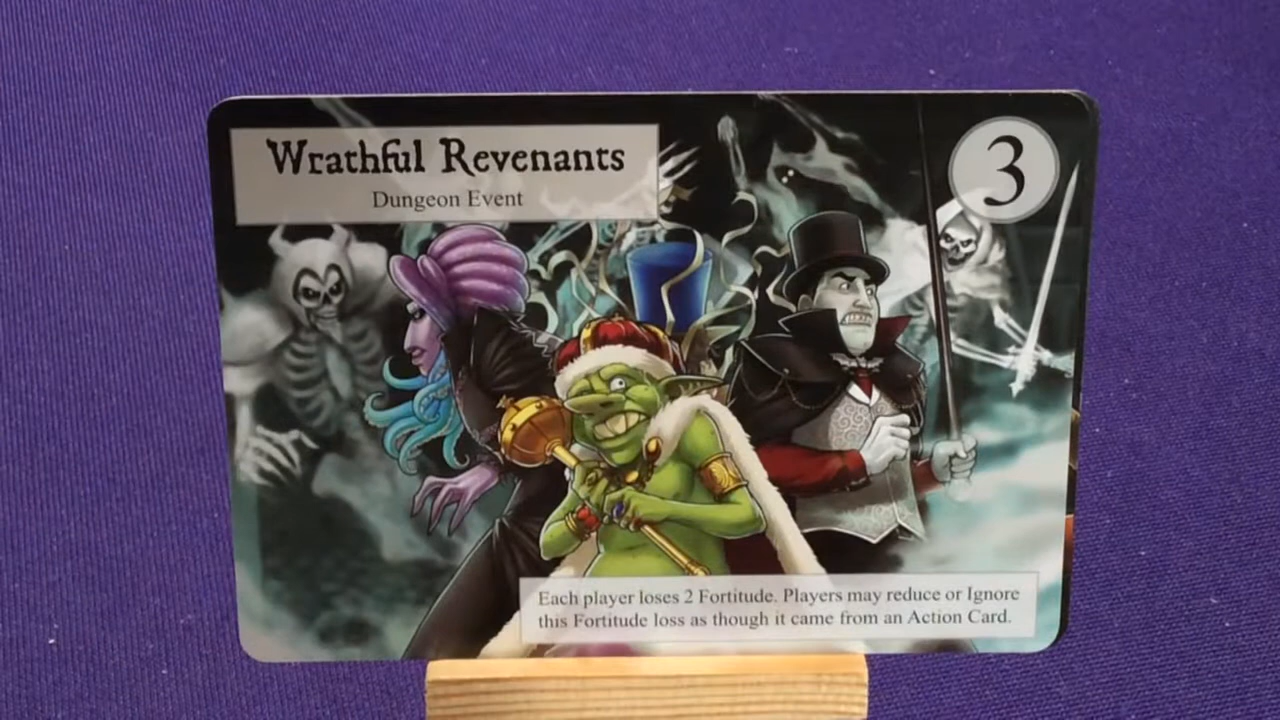 Wrathful Revenants
Dungeon Event
3
Each player loses 2 Fortitude. Players may reduce or Ignore
this Fortitude loss as though it came from an Action Card.